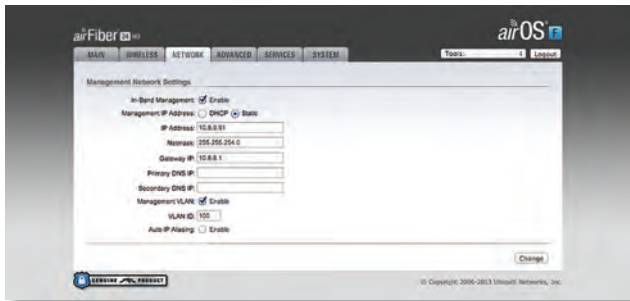 airFiber 24 HD
airOS F
MAIN WIRELESS NETWORK ADVANCED SERVICES SYSTEM Tools: Logout
Management Network Settings
In-Band Management: Enable
Management IP Address: DHCP Static
IP Address: 10.8.0.51
Netmask: 255.255.254.0
Gateway IP: 10.8.8.1
Primary DNS IP:
Secondary DNS IP:
Management VLAN: Enable
VLAN ID: 100
Auto IP Aliasing: Enable
Change
GENUINE PRODUCT
© Copyright 2006-2013 Ubiquiti Networks, Inc.